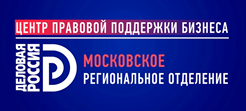 ЦЕНТР ПРАВОВОЙ ПОДДЕРЖКИ БИЗНЕСА
ДЕЛОВАЯ
РОССИЯ
МОСКОВСКОЕ
РЕГИОНАЛЬНОЕ ОТДЕЛЕНИЕ